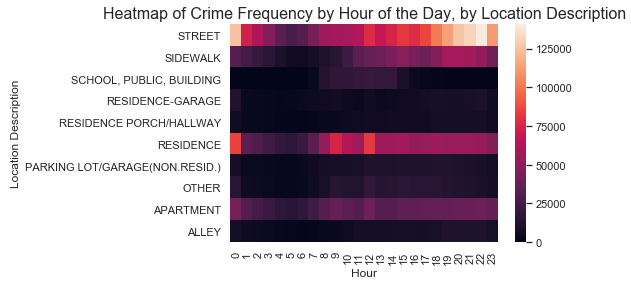 Heatmap of Crime Frequency by Hour of the Day, by Location Description
STREET
SIDEWALK
SCHOOL, PUBLIC, BUILDING
RESIDENCE-GARAGE
RESIDENCE PORCH/HALLWAY
RESIDENCE
PARKING LOT/GARAGE(NON.RESID.)
OTHER
APARTMENT
ALLEY
Location Description
0 1 2 3 4 5 6 7 8 9 10 11 12 13 14 15 16 17 18 19 20 21 22 23
Hour
125000
100000
75000
50000
25000
0